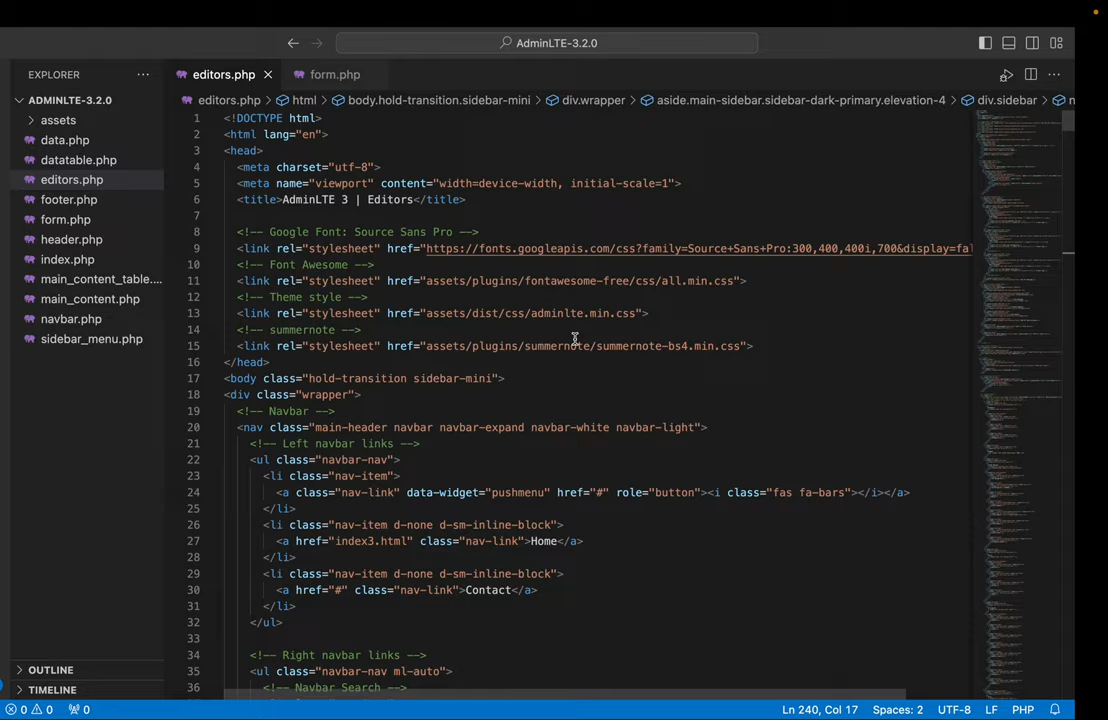 AdminLTE-3.2.0
EXPLORER
ADMINLTE-3.2.0
assets
data.php
datatable.php
editors.php
footer.php
form.php
header.php
index.php
main_content_table....
main_content.php
navbar.php
sidebar_menu.php
OUTLINE
TIMELINE
editors.php
form.php
editors.php > html > body.hold-transition.sidebar-mini > div.wrapper > aside.main-sidebar.sidebar-dark-primary.elevation-4 > div.sidebar >
1 <!DOCTYPE html>
2 <html lang="en">
3 <head>
4 <meta charset="utf-8">
5 <meta name="viewport" content="width=device-width, initial-scale=1">
6 <title>AdminLTE 3 | Editors</title>
7
8 <!-- Google Font: Source Sans Pro -->
9 <link rel="stylesheet" href="https://fonts.googleapis.com/css?family=Source+Sans+Pro:300,400,400i,700&display=fal
10 <!-- Font Awesome -->
11 <link rel="stylesheet" href="assets/plugins/fontawesome-free/css/all.min.css">
12 <!-- Theme style -->
13 <link rel="stylesheet" href="assets/dist/css/adminlte.min.css">
14 <!-- summernote -->
15 <link rel="stylesheet" href="assets/plugins/summernote/summernote-bs4.min.css">
16 </head>
17 <body class="hold-transition sidebar-mini">
18 <div class="wrapper">
19 <!-- Navbar -->
20 <nav class="main-header navbar navbar-expand navbar-white navbar-light">
21 <!-- Left navbar links -->
22 <ul class="navbar-nav">
23 <li class="nav-item">
24 <a class="nav-link" data-widget="pushmenu" href="#" role="button"><i class="fas fa-bars"></i></a>
25 </li>
26 <li class="nav-item d-none d-sm-inline-block">
27 <a href="index3.html" class="nav-link">Home</a>
28 </li>
29 <li class="nav-item d-none d-sm-inline-block">
30 <a href="#" class="nav-link">Contact</a>
31 </li>
32 </ul>
33
34 <!-- Right navbar links -->
35 <ul class="navbar-nav ml-auto">
36 <!-- Navbar Search -->
0 0 0
Ln 240, Col 17 Spaces: 2 UTF-8 LF PHP